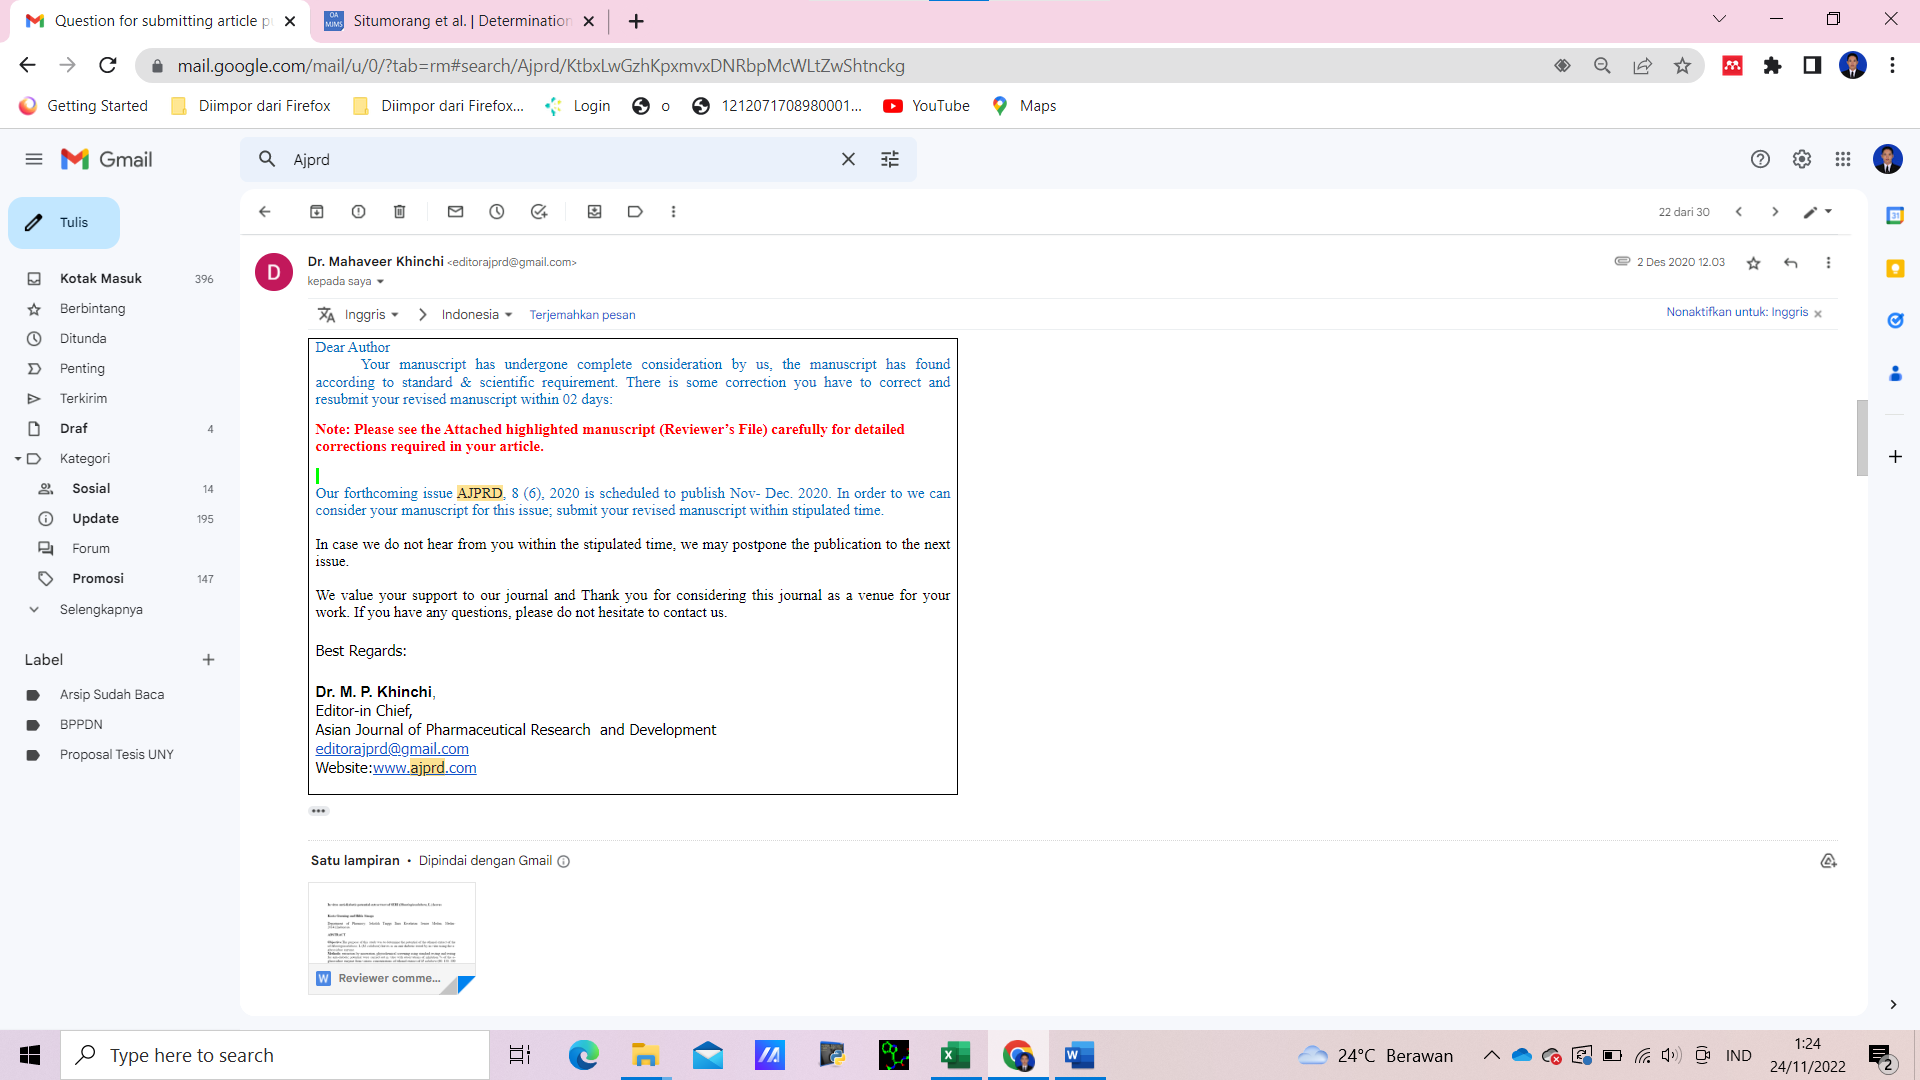 Question for submitting article pu
Situmorang et al. | Determination
mail.google.com/mail/u/0/?tab=rm#search/Ajprd/KtbxLwGzhKpxmvxDNRbpMcWLtZwShtnckg
Getting Started
Diimpor dari Firefox
Diimpor dari Firefox...
Login
o
1212071708980001...
YouTube
Maps
Gmail
Ajprd
Tulis
22 dari 30
Kotak Masuk 396
Berbintang
Ditunda
Penting
Terkirim
Draf 4
Kategori
Sosial 14
Update 195
Forum
Promosi 147
Selengkapnya
Label
Arsip Sudah Baca
BPPDN
Proposal Tesis UNY
D
Dr. Mahaveer Khinchi <editorajprd@gmail.com>
2 Des 2020 12.03
kepada saya
Inggris
Indonesia
Terjemahkan pesan
Nonaktifkan untuk: Inggris
Dear Author
Your manuscript has undergone complete consideration by us, the manuscript has found
according to standard & scientific requirement. There is some correction you have to correct and
resubmit your revised manuscript within 02 days:
Note: Please see the Attached highlighted manuscript (Reviewer's File) carefully for detailed
corrections required in your article.
Our forthcoming issue AJPRD, 8 (6), 2020 is scheduled to publish Nov- Dec. 2020. In order to we can
consider your manuscript for this issue; submit your revised manuscript within stipulated time.
In case we do not hear from you within the stipulated time, we may postpone the publication to the next
issue.
We value your support to our journal and Thank you for considering this journal as a venue for your
work. If you have any questions, please do not hesitate to contact us.
Best Regards:
Dr. M. P. Khinchi,
Editor-in Chief,
Asian Journal of Pharmaceutical Research and Development
editorajprd@gmail.com
Website:www.ajprd.com
Satu lampiran • Dipindai dengan Gmail
ABSTRACT
W Reviewer comme...
31
Type here to search
24°C Berawan
IND
1:24
24/11/2022
2